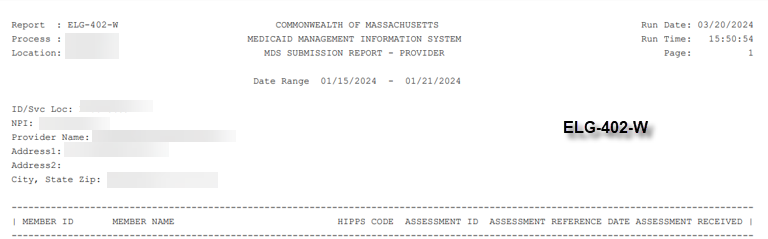 Report : ELG-402-W COMMONWEALTH OF MASSACHUSETTS Run Date: 03/20/2024
Process : MEDICAID MANAGEMENT INFORMATION SYSTEM Run Time: 15:50:54
Location: MDS SUBMISSION REPORT - PROVIDER Page: 1
Date Range 01/15/2024 - 01/21/2024
ID/Svc Loc:
NPI:
ELG-402-W
Provider Name:
Address1:
Address2:
City, State Zip:
| MEMBER ID MEMBER NAME HIPPS CODE ASSESSMENT ID ASSESSMENT REFERENCE DATE ASSESSMENT RECEIVED |